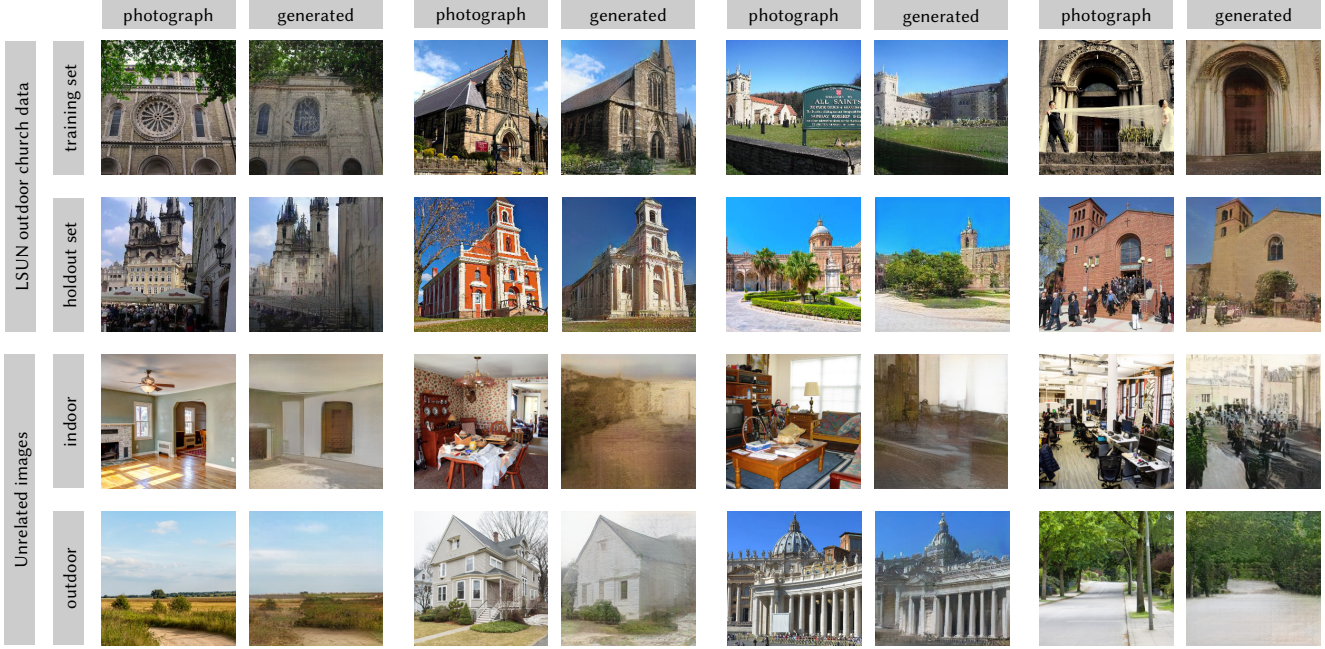 photograph generated photograph generated photograph generated photograph generated
LSUN outdoor church data
training set
ALL SAINTS
holdout set
Unrelated images
indoor
outdoor